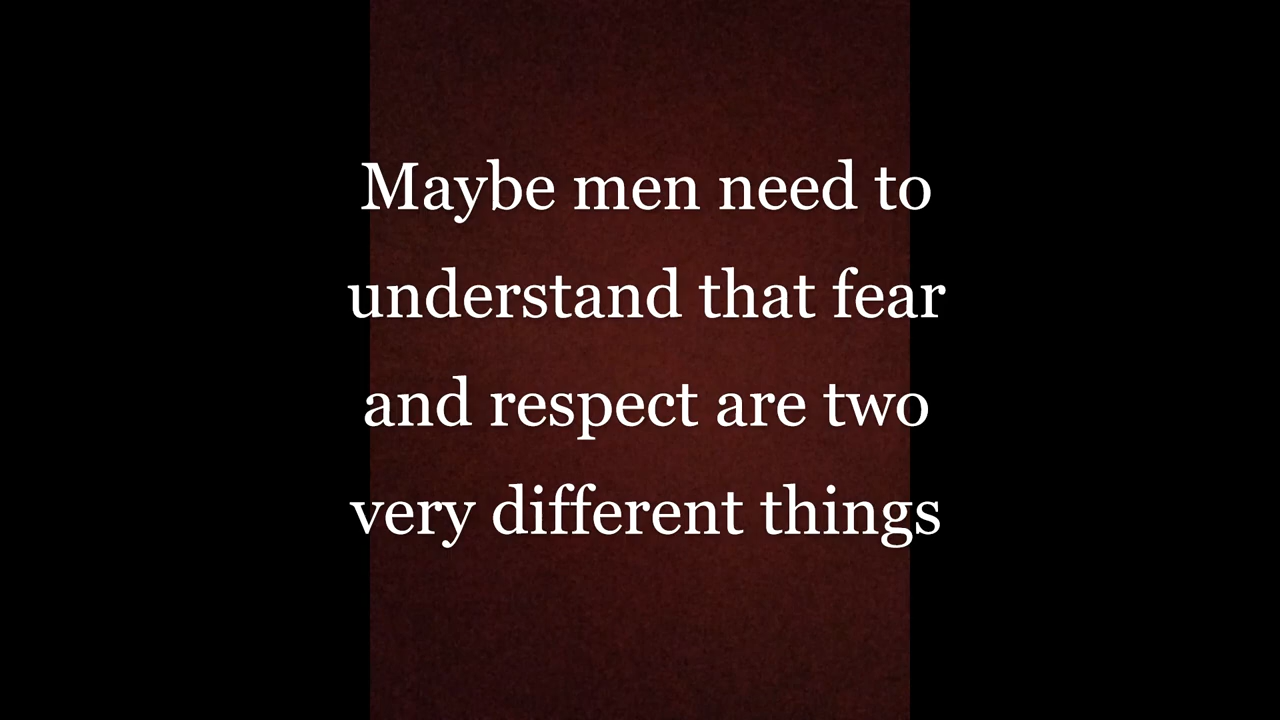 Maybe men need to
understand that fear
and respect are two
very different things